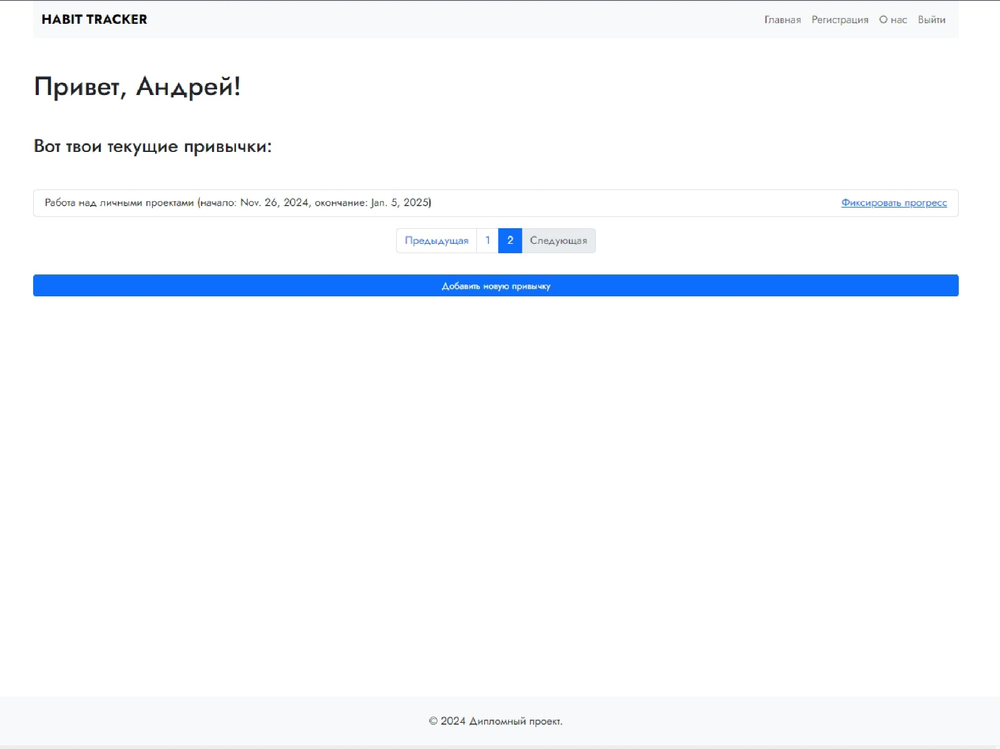 HABIT TRACKER Главная Регистрация О нас Выйти
Привет, Андрей!
Вот твои текущие привычки:
Работа над личными проектами (начало: Nov. 26, 2024, окончание: Jan. 5, 2025) Фиксировать прогресс
Предыдущая 1 2 Следующая
Добавить новую привычку
© 2024 Дипломный проект.